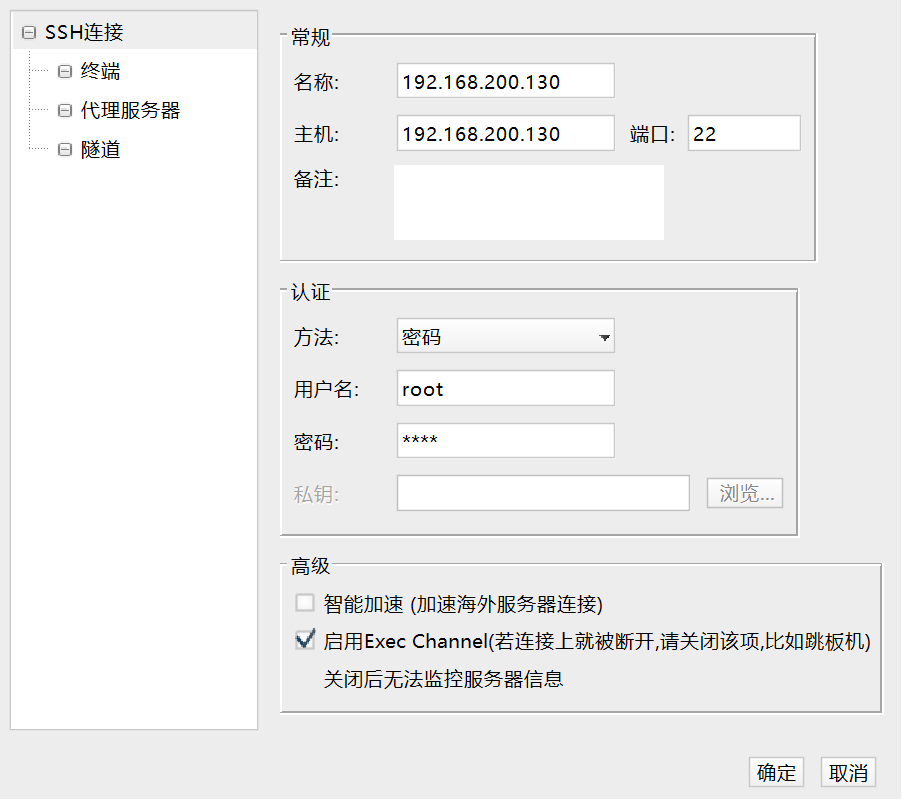 SSH连接
终端
代理服务器
隧道
常规
名称: 192.168.200.130
主机: 192.168.200.130 端口: 22
备注:
认证
方法: 密码
用户名: root
密码: ****
私钥: 浏览...
高级
智能加速 (加速海外服务器连接)
启用Exec Channel(若连接上就被断开,请关闭该项,比如跳板机)
关闭后无法监控服务器信息
确定 取消